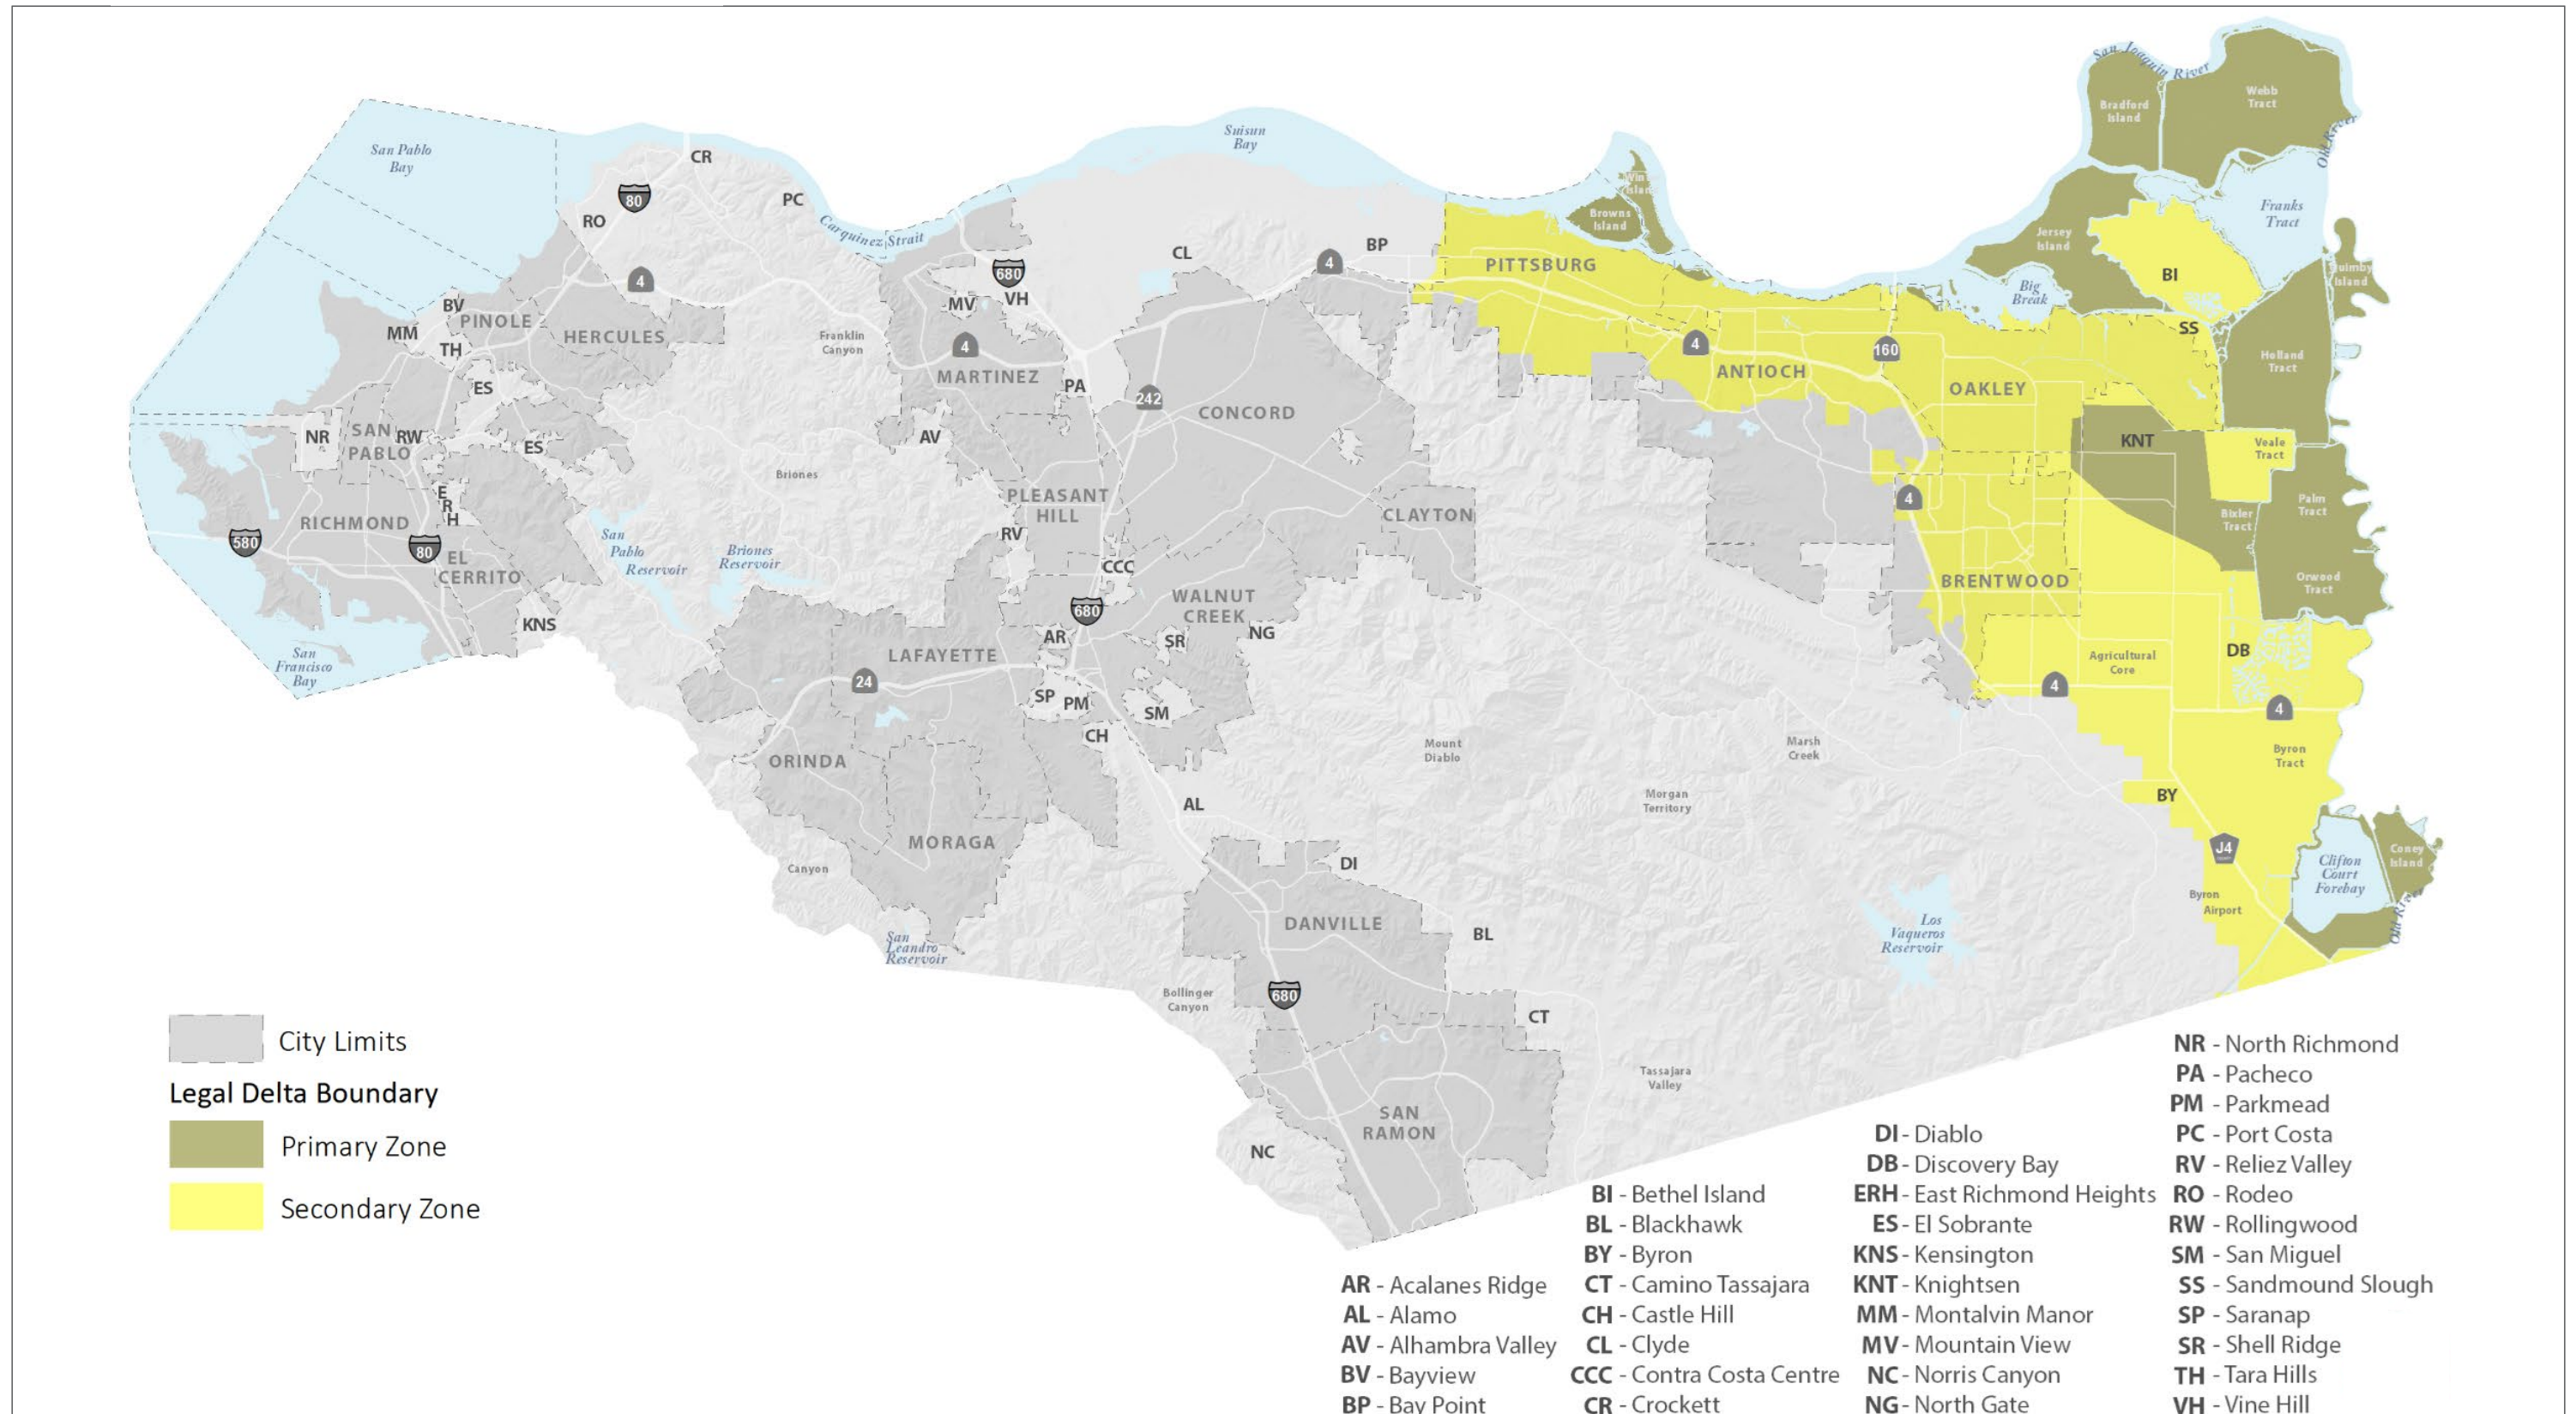 San Joaquin River
Webb
Tract
Bradford
Island
Old River
San Pablo
Bay
CR
80
PC
RO
Carquinez Strait
Suisun
Bay
CL
BP
4
Browns
Island
PITTSBURG
Jersey
Island
Franks
Tract
BI
Quimby
Island
Big
Break
SS
Holland
Tract
4
680
MV
VH
BV
PINOLE
MM
TH
HERCULES
Franklin
Canyon
4
MARTINEZ
PA
ES
242
CONCORD
4
ANTIOCH
160
OAKLEY
KNT
Veale
Tract
NR
SAN
PABLO
RW
ES
AV
Briones
E
R
H
PLEASANT
HILL
CLAYTON
4
Palm
Tract
Bixler
Tract
RICHMOND
580
80
EL
CERRITO
San
Pablo
Reservoir
Briones
Reservoir
RV
CCC
BRENTWOOD
Orwood
Tract
KNS
680
WALNUT
CREEK
AR
SR
NG
San
Francisco
Bay
LAFAYETTE
24
SP
PM
SM
CH
Agricultural
Core
DB
4
4
ORINDA
Mount
Diablo
Marsh
Creek
Byron
Tract
AL
Morgan
Territory
BY
MORAGA
Canyon
DI
J4
Clifton
Court
Forebay
Coney
Island
Byron
Airport
Old River
DANVILLE
BL
Los
Vaqueros
Reservoir
San
Leandro
Reservoir
Bollinger
Canyon
680
CT
Tassajara
Valley
SAN
RAMON
NC
City Limits
Legal Delta Boundary
Primary Zone
Secondary Zone
AR - Acalanes Ridge
AL - Alamo
AV - Alhambra Valley
BV - Bayview
BP - Bay Point
BI - Bethel Island
BL - Blackhawk
BY - Byron
CT - Camino Tassajara
CH - Castle Hill
CL - Clyde
CCC - Contra Costa Centre
CR - Crockett
DI - Diablo
DB - Discovery Bay
ERH - East Richmond Heights
ES - El Sobrante
KNS - Kensington
KNT - Knightsen
MM - Montalvin Manor
MV - Mountain View
NC - Norris Canyon
NG - North Gate
NR - North Richmond
PA - Pacheco
PM - Parkmead
PC - Port Costa
RV - Reliez Valley
RO - Rodeo
RW - Rollingwood
SM - San Miguel
SS - Sandmound Slough
SP - Saranap
SR - Shell Ridge
TH - Tara Hills
VH - Vine Hill